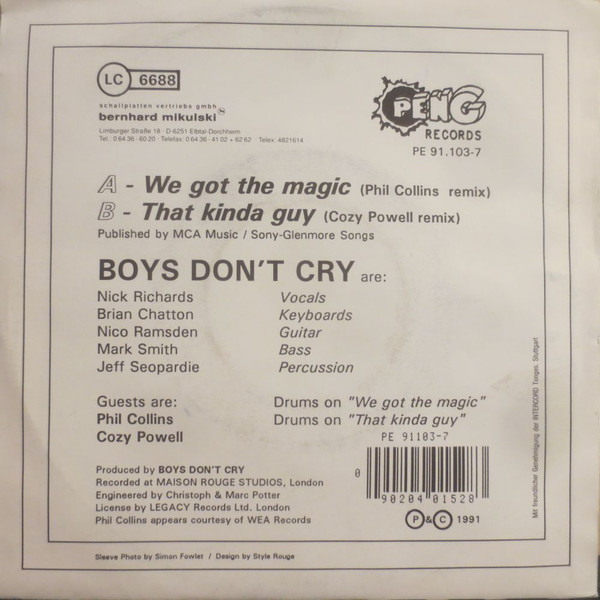 LC 6688
schallplatten vertriebs gmbh
bernhard mikulski
Limburger Straße 18 · D-6251 Elbtal-Dorchheim
Tel.: 0 64 36 · 60 20 · Telefax: 0 64 36 · 41 02 + 62 62 · Telex: 4821614
PENG
RECORDS
PE 91.103-7
A - We got the magic (Phil Collins remix)
B - That kinda guy (Cozy Powell remix)
Published by MCA Music / Sony-Glenmore Songs
BOYS DON'T CRY are:
Nick Richards Vocals
Brian Chatton Keyboards
Nico Ramsden Guitar
Mark Smith Bass
Jeff Seopardie Percussion
Guests are: Drums on "We got the magic"
Phil Collins Drums on "That kinda guy"
Cozy Powell
PE 91103-7
0 90204 01528
Produced by BOYS DON'T CRY
Recorded at MAISON ROUGE STUDIOS, London
Engineered by Christoph & Marc Potter
License by LEGACY Records Ltd. London
Phil Collins appears courtesy of WEA Records
P & C 1991
Sleeve Photo by Simon Fowlet / Design by Style Rouge
Mit freundlicher Genehmigung der INTERCORD Tonges. Stuttgart